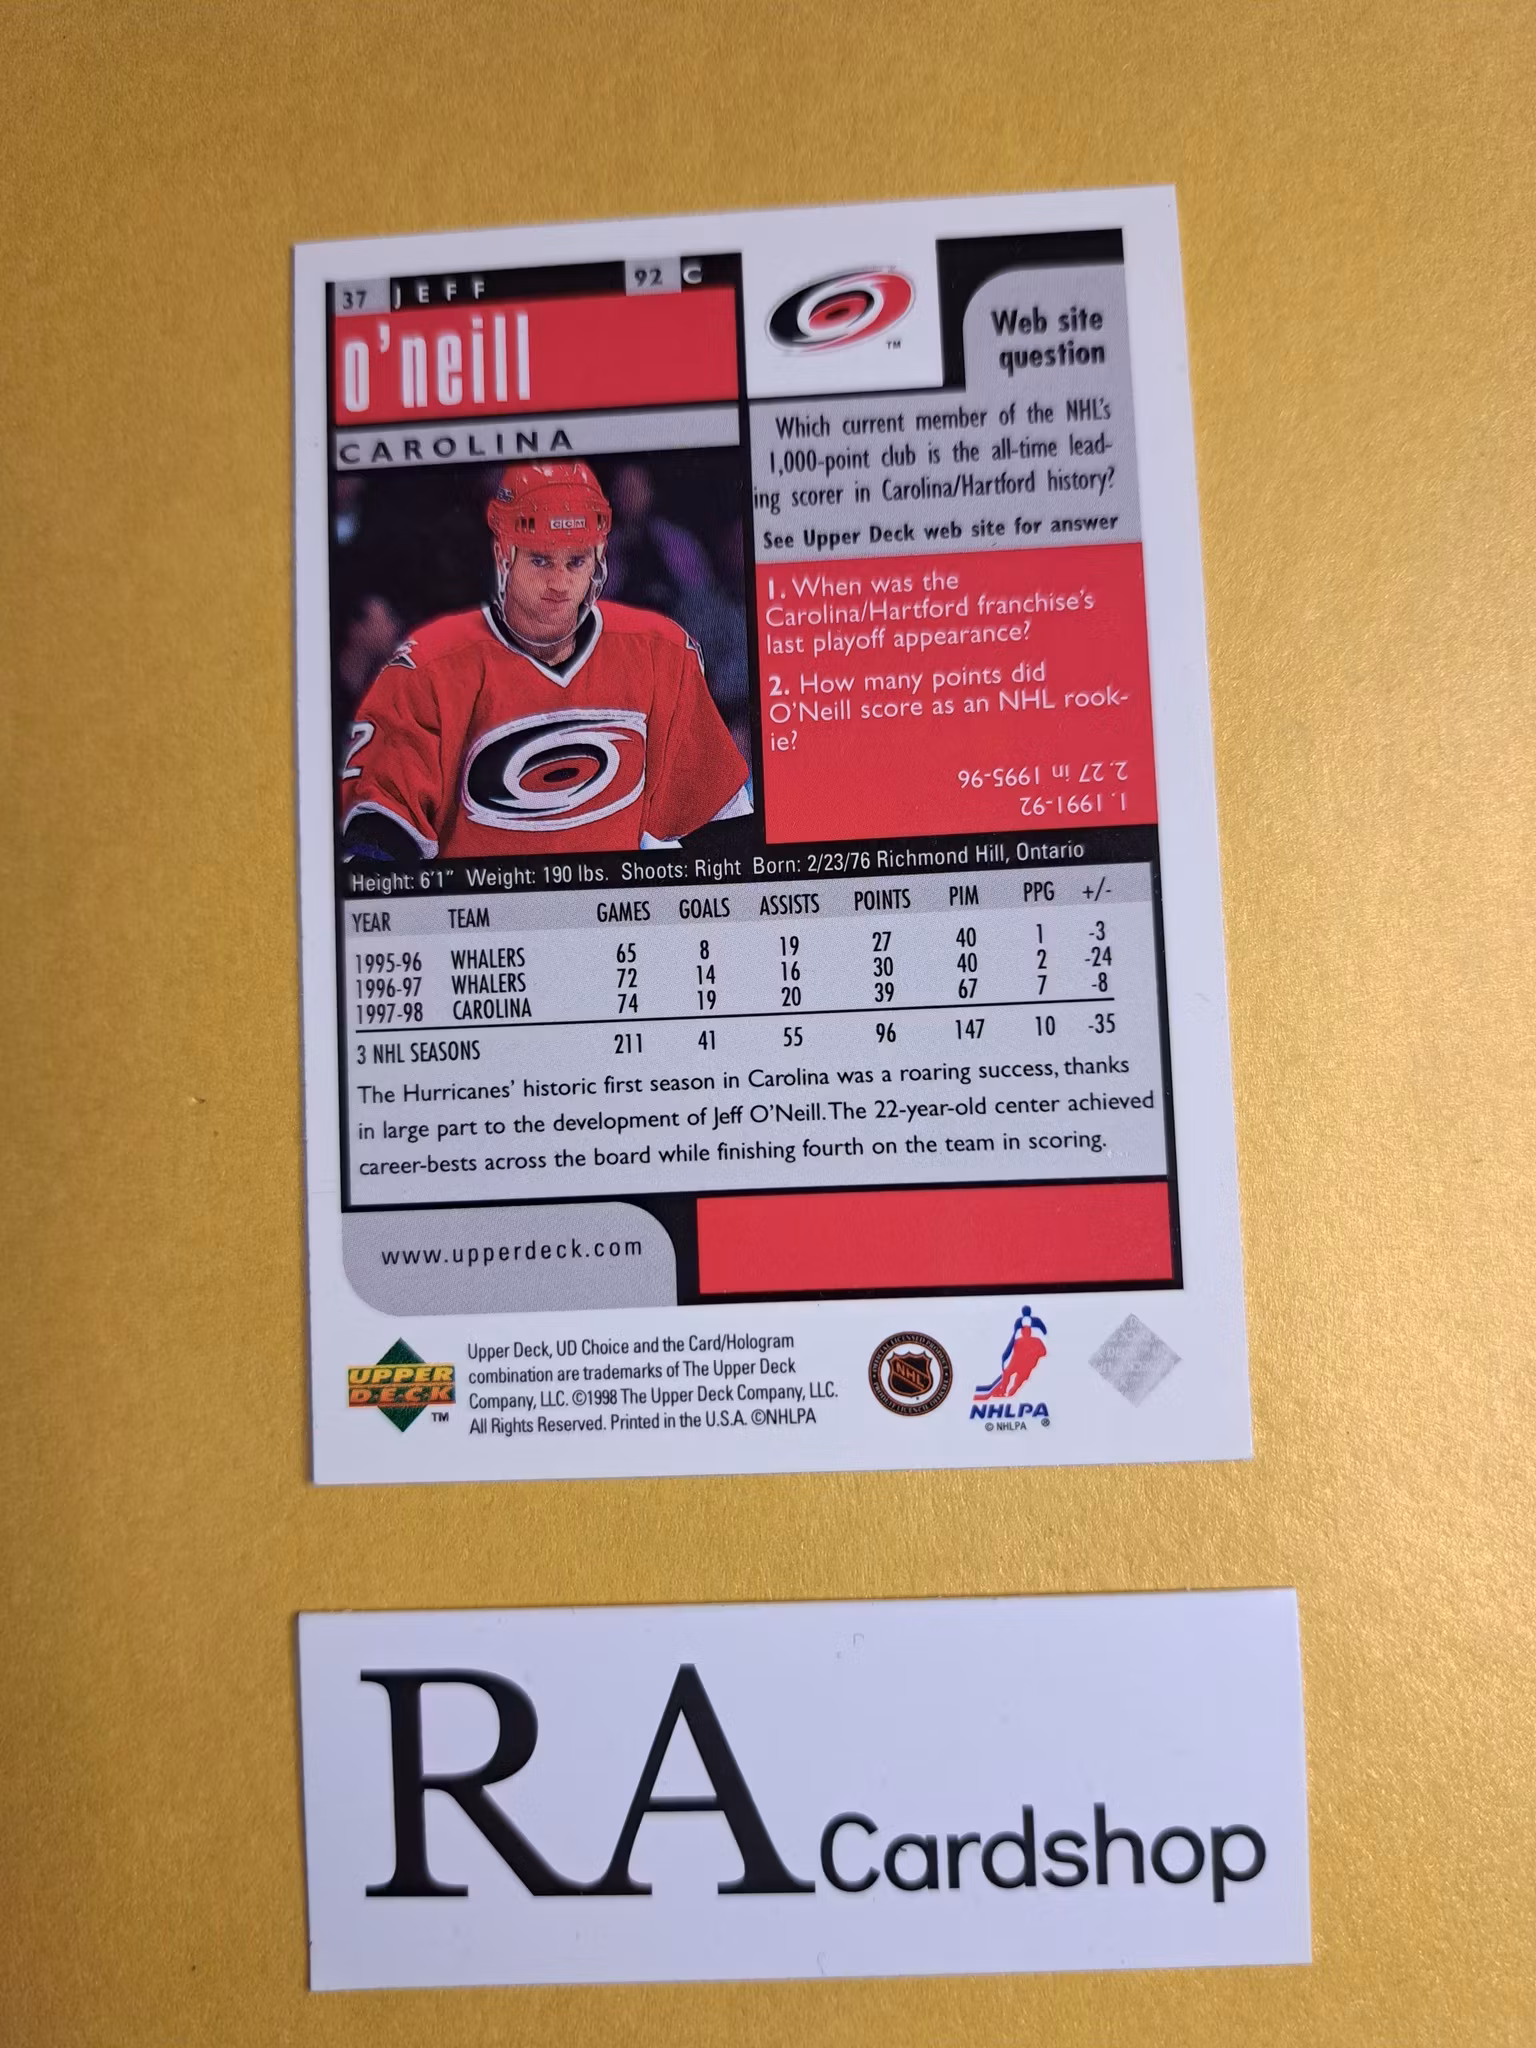 37 JEFF 92 C
o'neill
CAROLINA
CCM
2
TM
Web site
question
Which current member of the NHL's
1,000-point club is the all-time lead-
ing scorer in Carolina/Hartford history?
See Upper Deck web site for answer
1. When was the
Carolina/Hartford franchise's
last playoff appearance?
2. How many points did
O'Neill score as an NHL rook-
ie?
1. 1991-92
2. 27 in 1995-96
Height: 6'1" Weight: 190 lbs. Shoots: Right Born: 2/23/76 Richmond Hill, Ontario
YEAR TEAM GAMES GOALS ASSISTS POINTS PIM PPG +/-
1995-96 WHALERS 65 8 19 27 40 1 -3
1996-97 WHALERS 72 14 16 30 40 2 -24
1997-98 CAROLINA 74 19 20 39 67 7 -8
3 NHL SEASONS 211 41 55 96 147 10 -35
The Hurricanes' historic first season in Carolina was a roaring success, thanks
in large part to the development of Jeff O'Neill. The 22-year-old center achieved
career-bests across the board while finishing fourth on the team in scoring.
www.upperdeck.com
UPPER
DECK
TM
Upper Deck, UD Choice and the Card/Hologram
combination are trademarks of The Upper Deck
Company, LLC. ©1998 The Upper Deck Company, LLC.
All Rights Reserved. Printed in the U.S.A. ©NHLPA
NHL
NHLPA
® © NHLPA
RA Cardshop